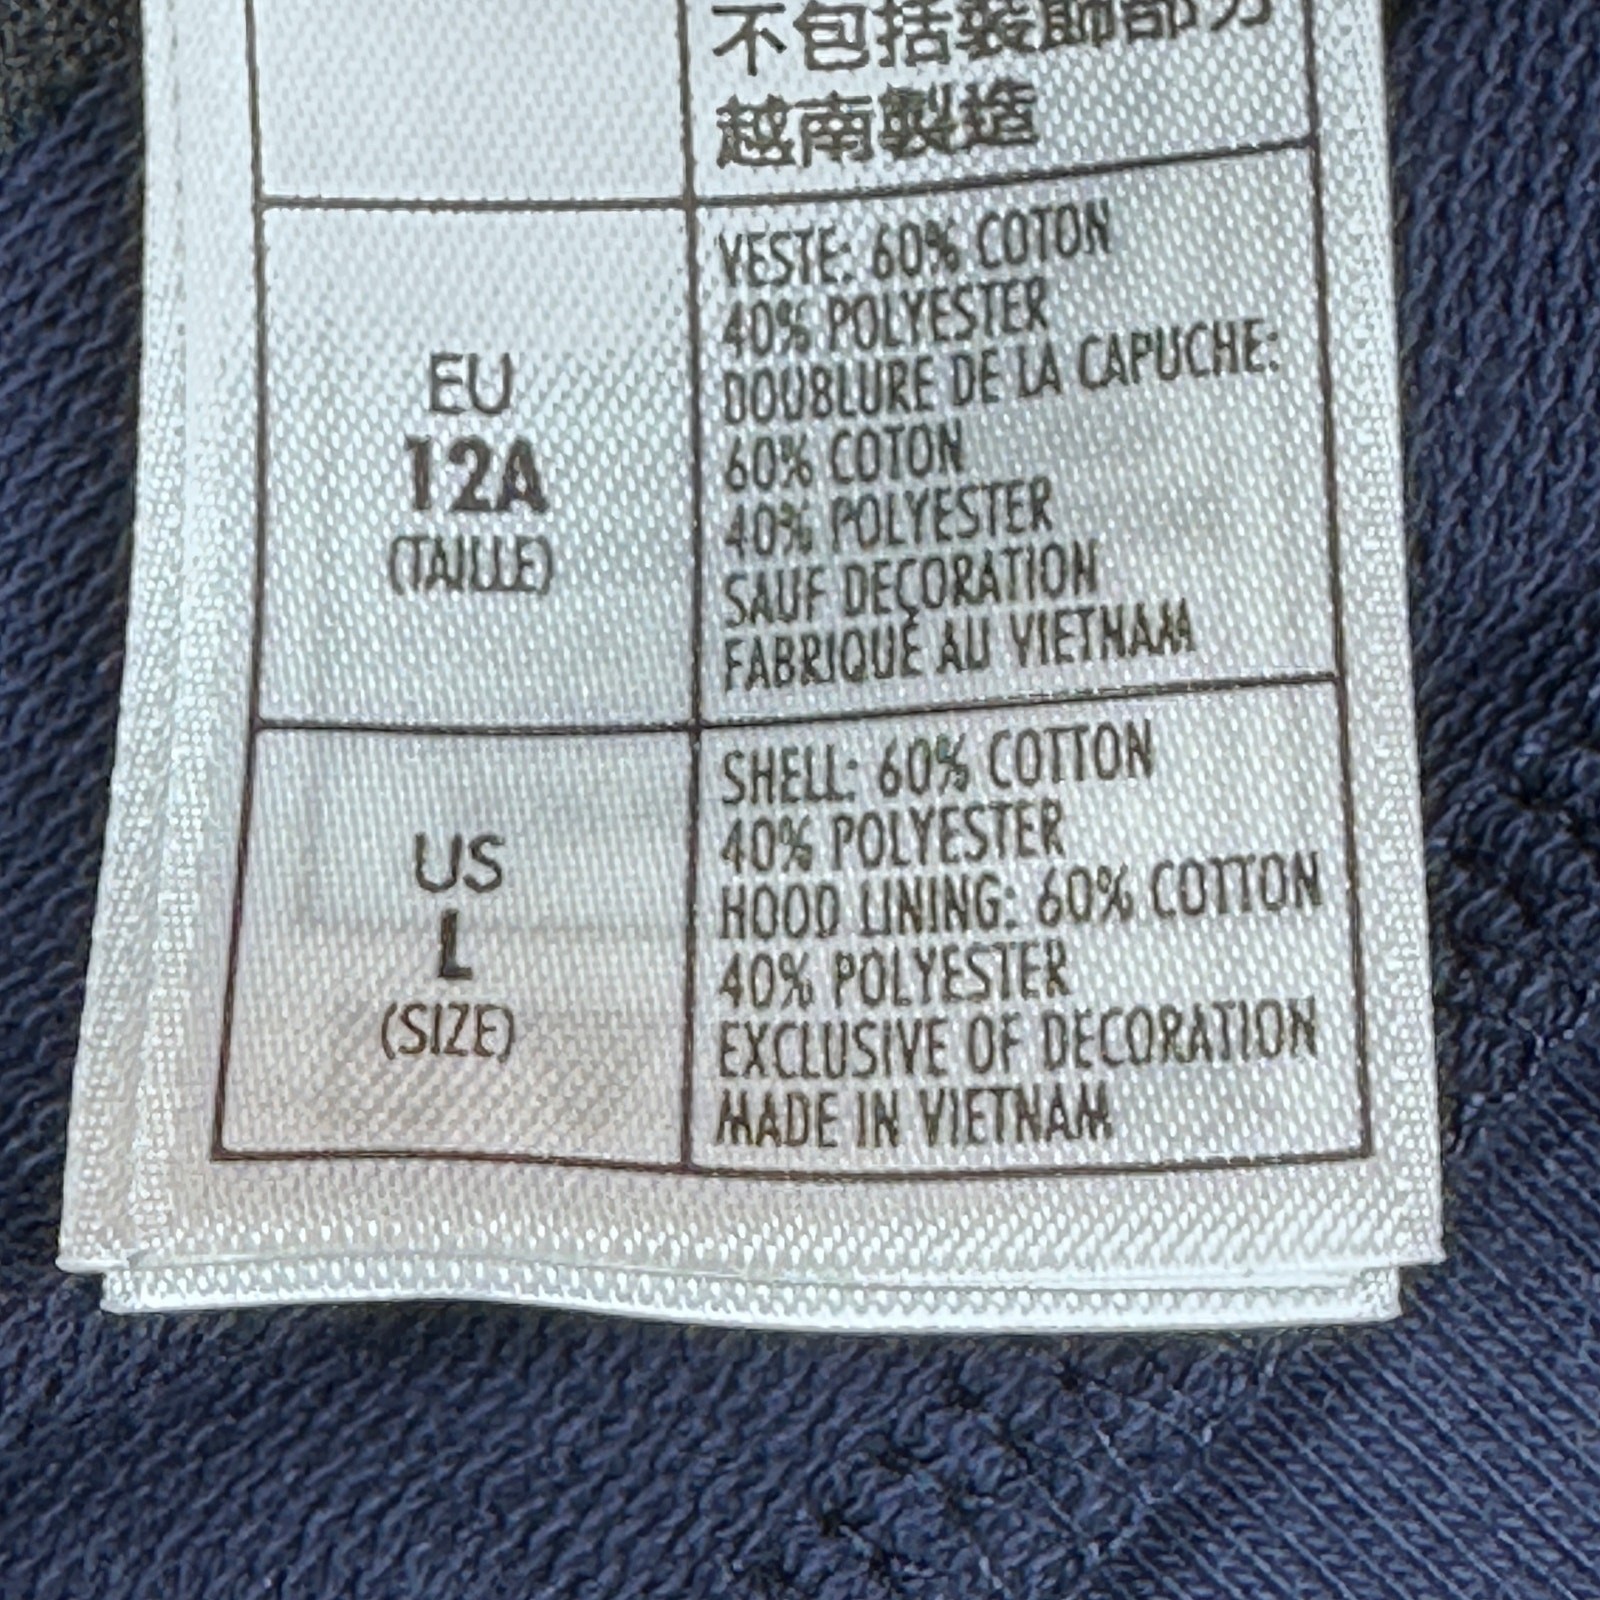 不包括裝飾部分
越南製造
EU
12A
(TAILLE)
VESTE: 60% COTON
40% POLYESTER
DOUBLURE DE LA CAPUCHE:
60% COTON
40% POLYESTER
SAUF DÉCORATION
FABRIQUÉ AU VIETNAM
US
L
(SIZE)
SHELL: 60% COTTON
40% POLYESTER
HOOD LINING: 60% COTTON
40% POLYESTER
EXCLUSIVE OF DECORATION
MADE IN VIETNAM